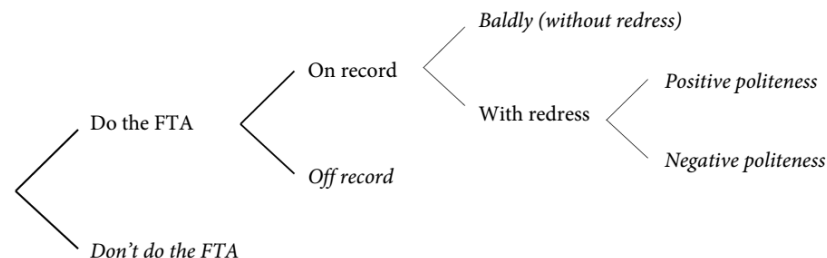 Baldly (without redress)
On record
Positive politeness
With redress
Do the FTA
Negative politeness
Off record
Don't do the FTA